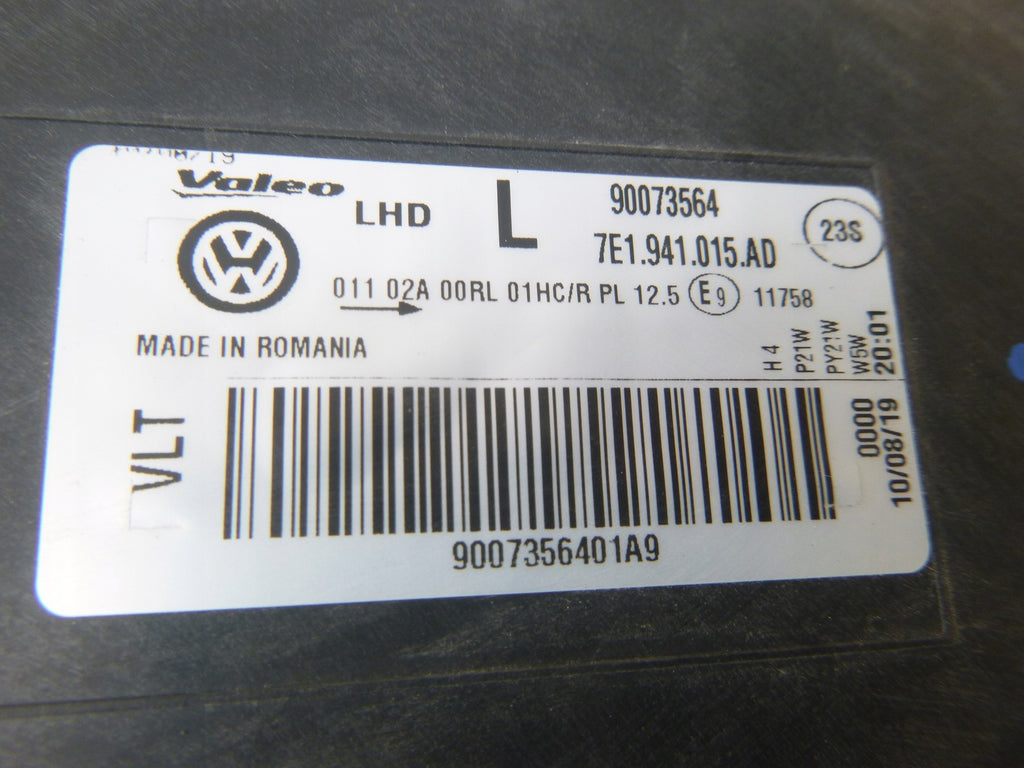 Valeo
LHD
L
90073564
7E1.941.015.AD
23S
011 02A 00RL 01HC/R PL 12.5 E9 11758
MADE IN ROMANIA
H4
P21W
PY21W
W5W
20:01
VLT
0000
10/08/19
9007356401A9